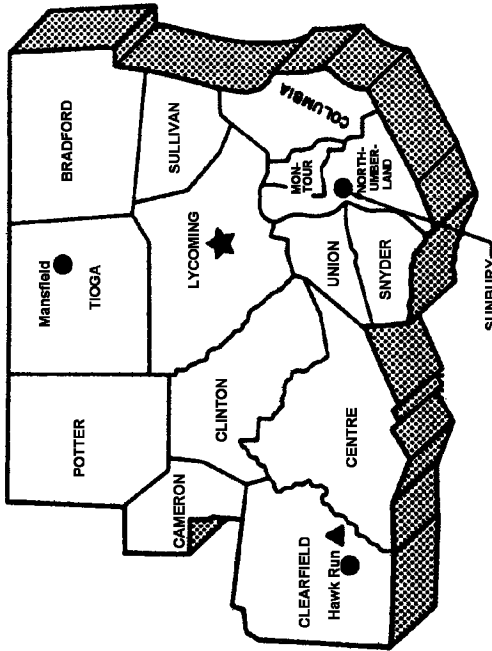 BRADFORD
SULLIVAN
COLUMBIA
Mansfield
TIOGA
LYCOMING
MON-
TOUR
NORTH-
UMBER-
LAND
UNION
SNYDER
SUNBURY
POTTER
CLINTON
CAMERON
CENTRE
CLEARFIELD
Hawk Run